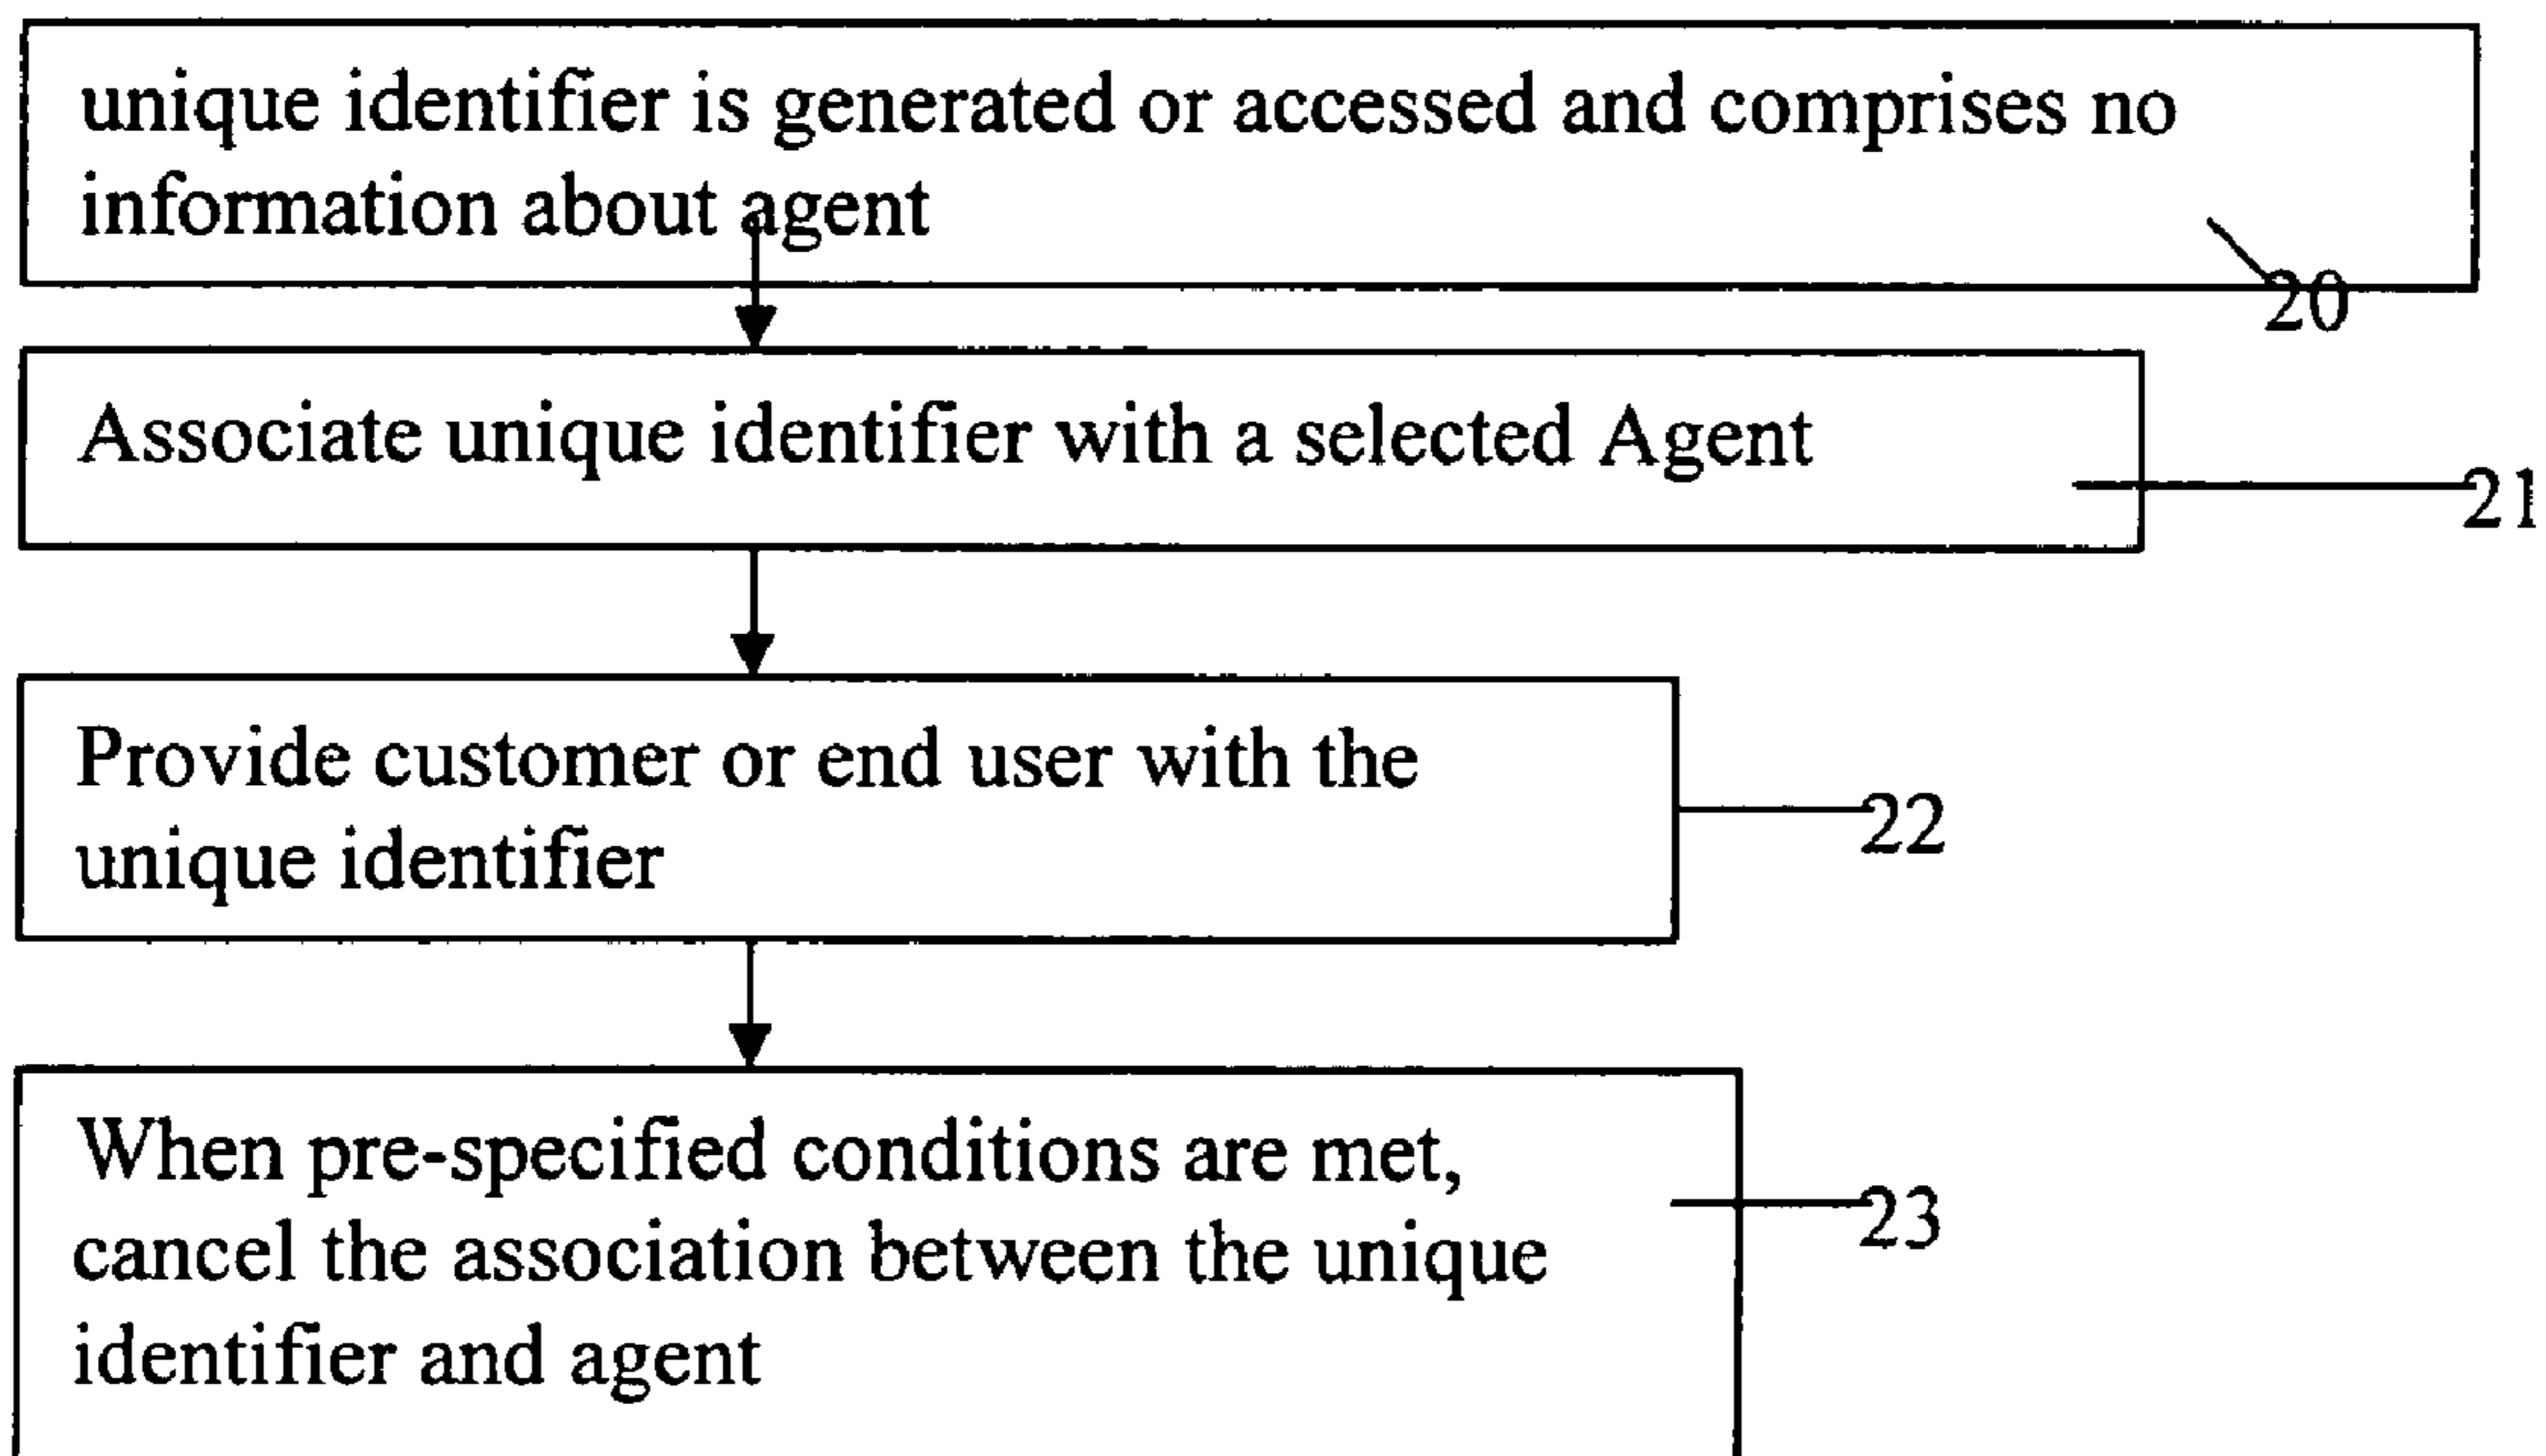 unique identifier is generated or accessed and comprises no
information about agent
20
Associate unique identifier with a selected Agent
21
Provide customer or end user with the
unique identifier
22
When pre-specified conditions are met,
cancel the association between the unique
identifier and agent
23